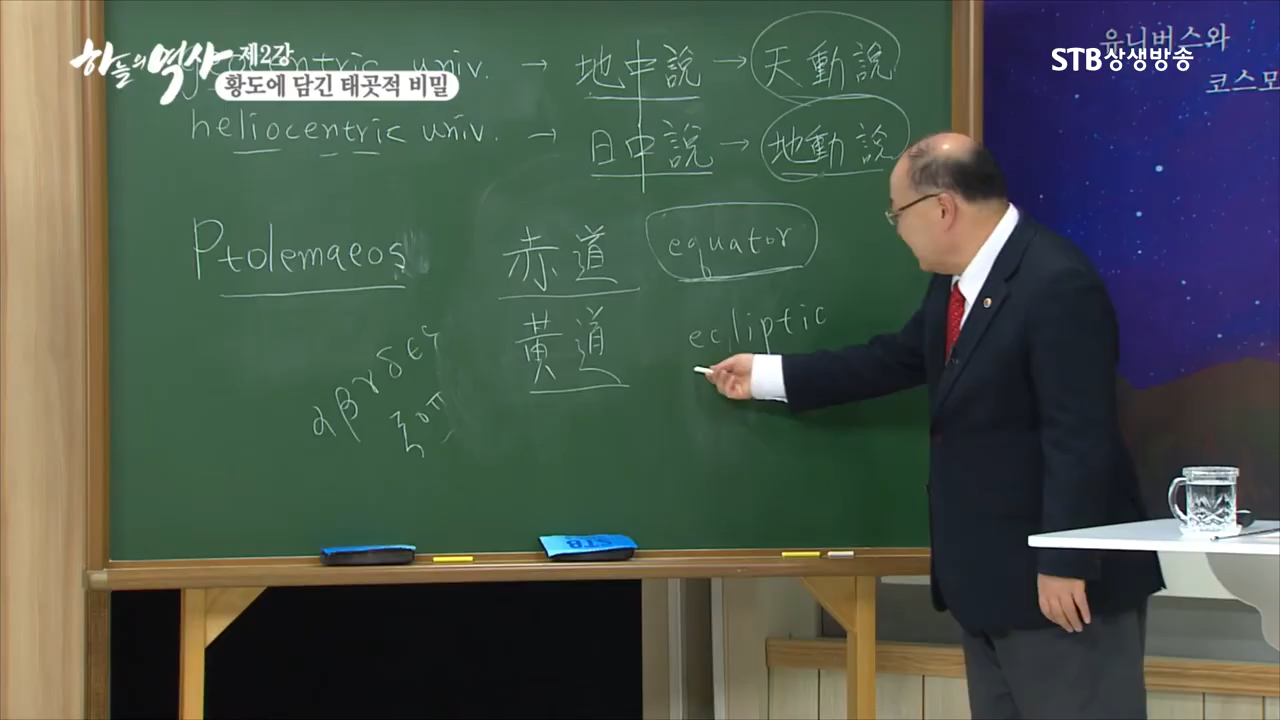 하늘의 역사 제2강
황도에 담긴 태곳적 비밀
STB상생방송
유니버스와
코스모
geocentric univ. → 地中說 → 天動說
heliocentric univ. → 日中說 → 地動說
Ptolemaeos
赤道 equator
黃道 ecliptic
α β γ δ ε ς
ξ ο π
STB